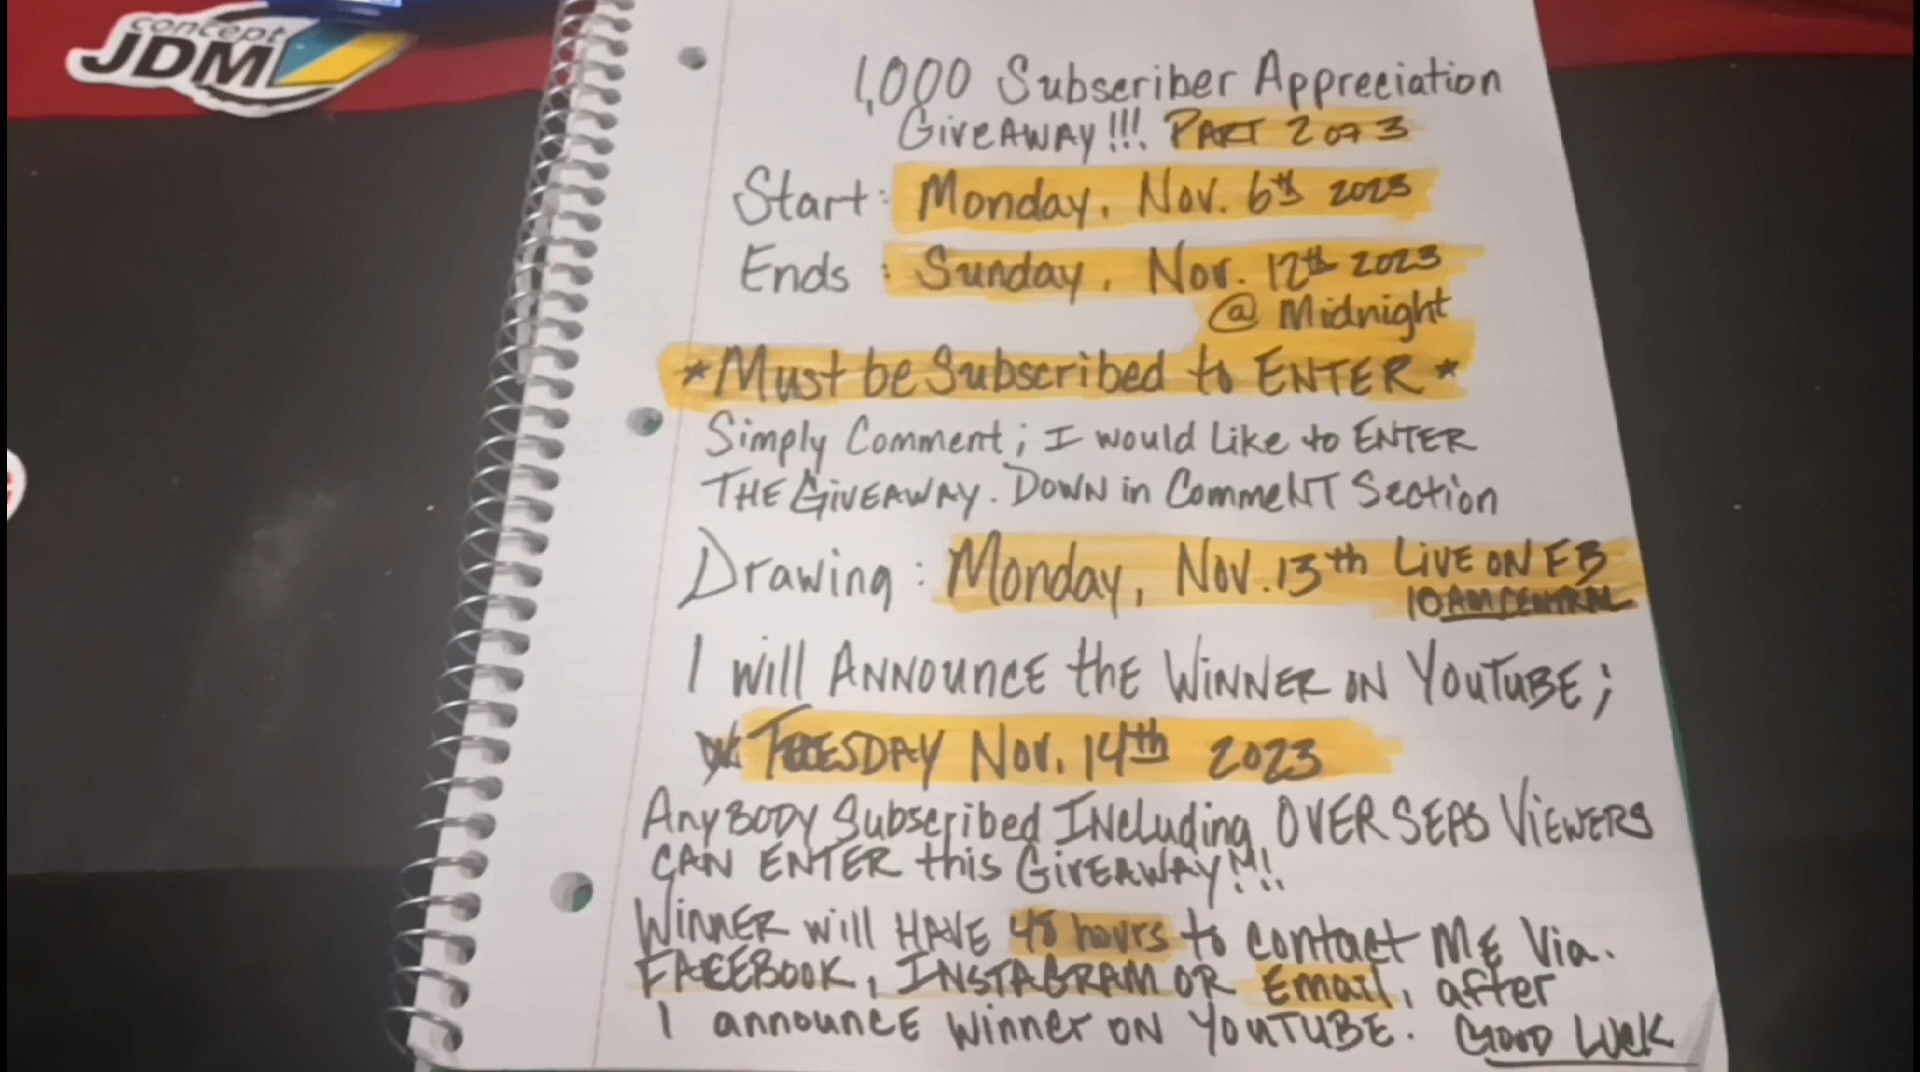 concept
JDM
1,000 Subscriber Appreciation
GiveAWAY!!! PART 2 of 3
Start: Monday, Nov. 6th 2023
Ends: Sunday, Nov. 12th 2023
@ Midnight
*Must be Subscribed to ENTER*
Simply Comment; I would Like to ENTER
THE GiVEAWAY. DOWN in CommeNT Section
Drawing: Monday, Nov. 13th LiVE ON FB
10AM CENTRAL
I will ANNOUNCE the WiNNER ON YOUTUBE;
TUESDAY Nov. 14th 2023
AnyBODY Subscribed INcLuding OVERSEAS ViEWERS
CAN ENTER this GiVEAWAY!!!
WiNNER will HAVE 48 hours to contact ME Via.
FACEBOOK, INSTAGRAM OR Email, after
I announcE winner ON YOUTUBE. GOOD LUCK